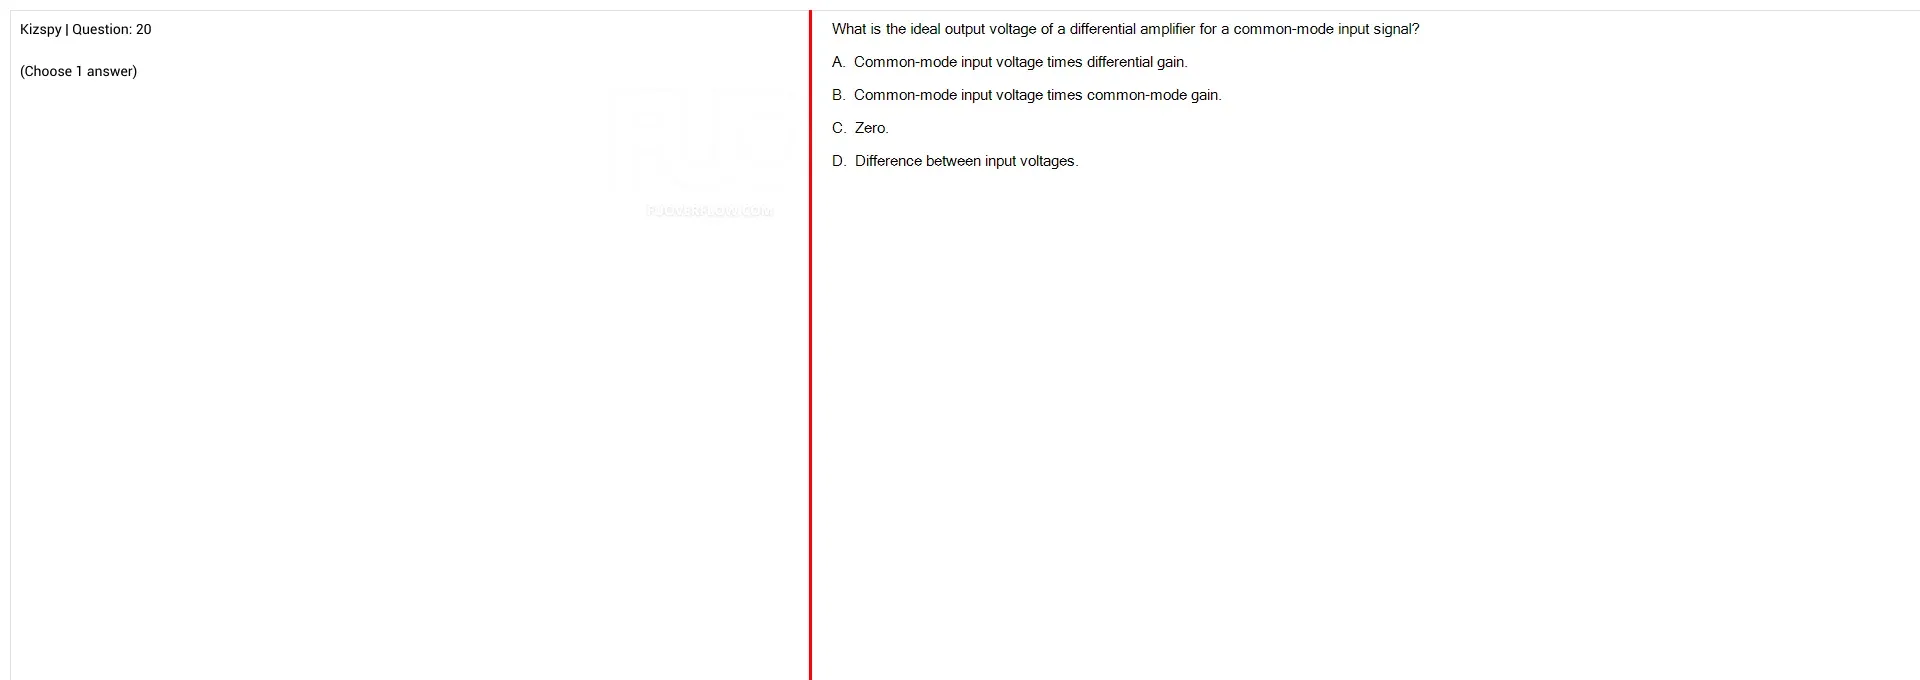 Kizspy | Question: 20
(Choose 1 answer)
What is the ideal output voltage of a differential amplifier for a common-mode input signal?
A. Common-mode input voltage times differential gain.
B. Common-mode input voltage times common-mode gain.
C. Zero.
D. Difference between input voltages.